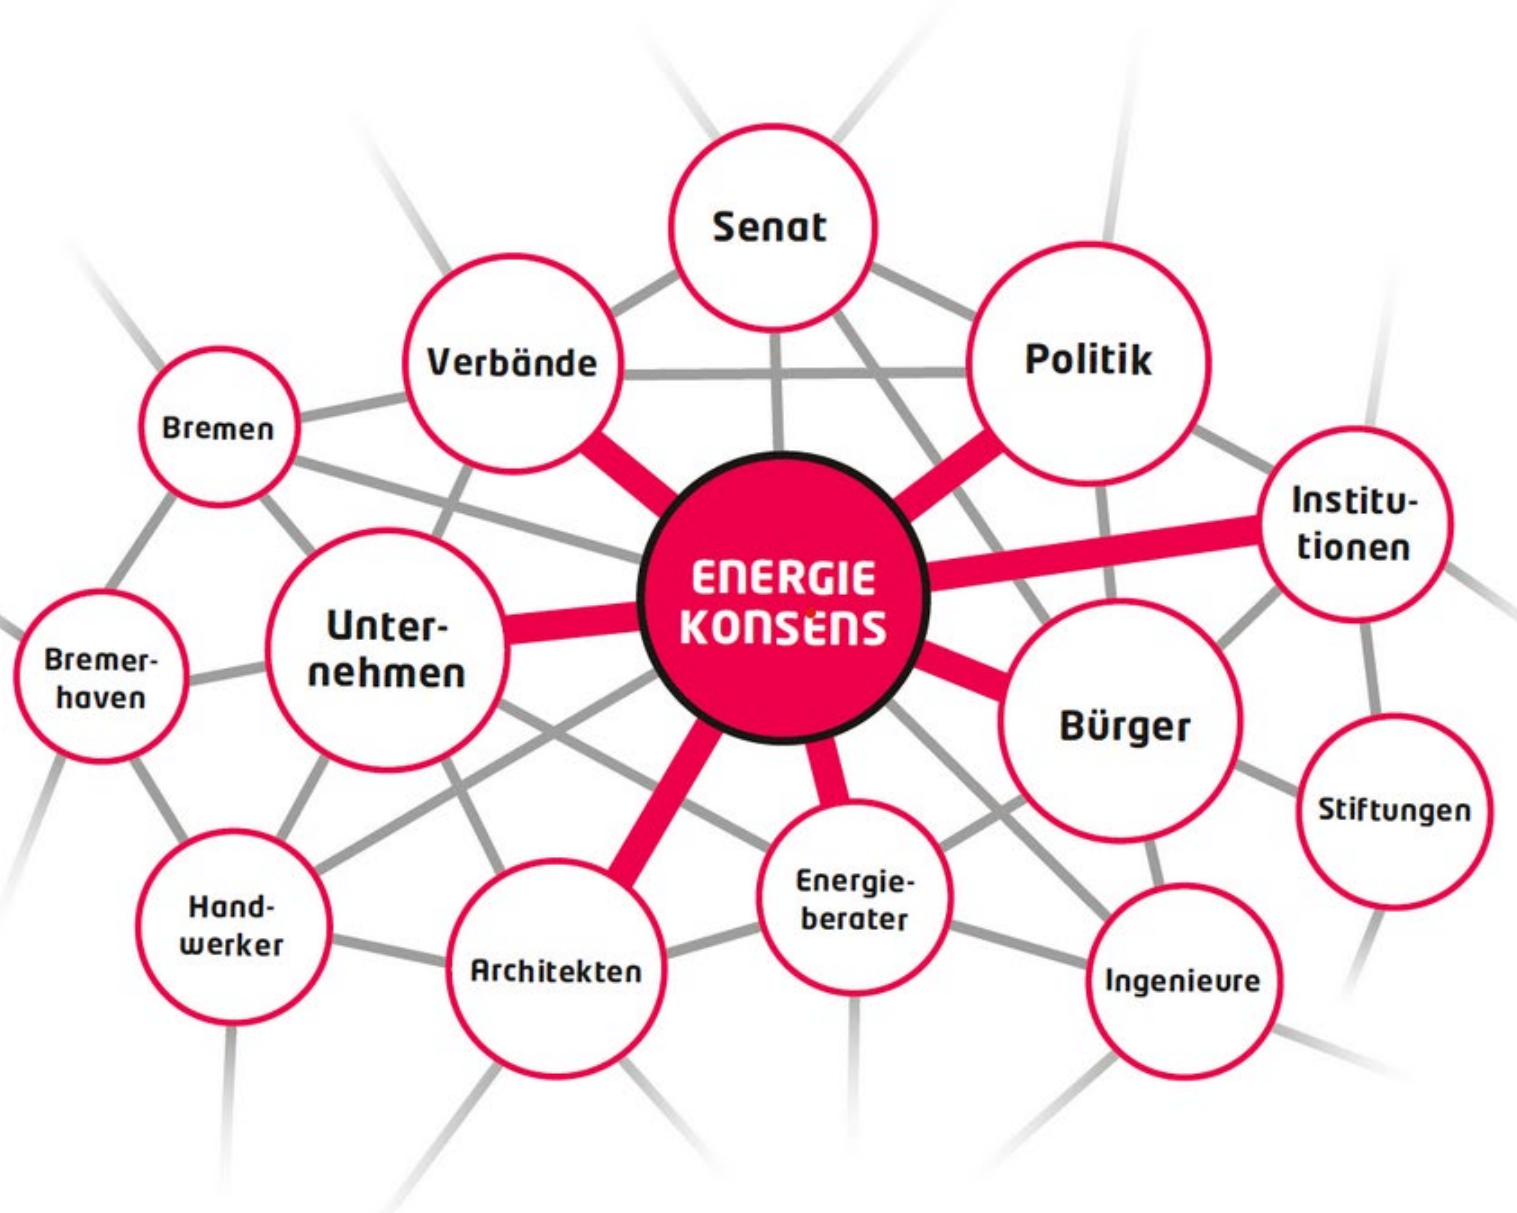 Senat
Verbände
Politik
Bremen
Institu-
tionen
ENERGIE
KONSENS
Unter-
nehmen
Bremer-
haven
Bürger
Stiftungen
Hand-
werker
Architekten
Energie-
berater
Ingenieure